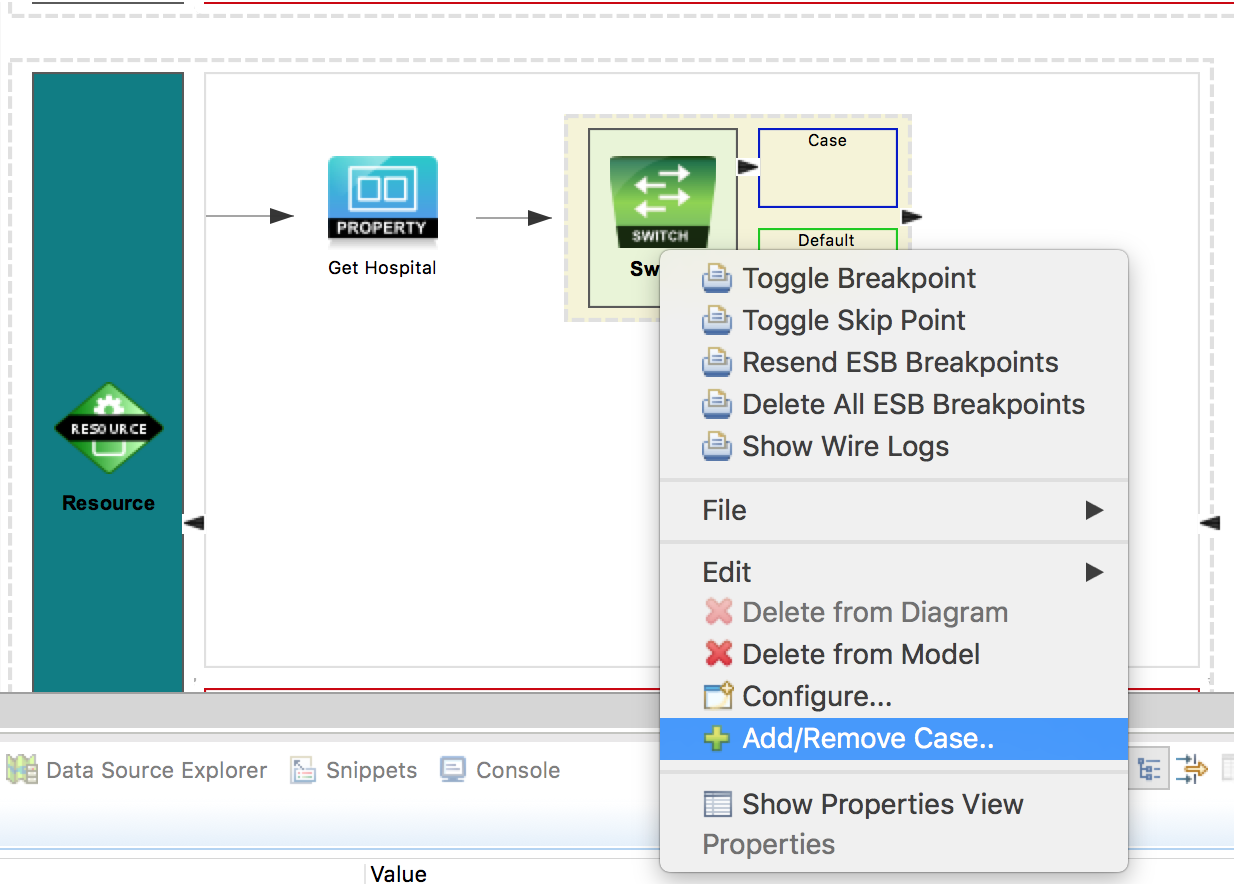 Case
PROPERTY
SWITCH
Get Hospital
Default
Sw
Toggle Breakpoint
Toggle Skip Point
Resend ESB Breakpoints
Delete All ESB Breakpoints
Show Wire Logs
RESOURCE
Resource
File
Edit
Delete from Diagram
Delete from Model
Configure...
Add/Remove Case..
Data Source Explorer
Snippets
Console
Show Properties View
Properties
Value